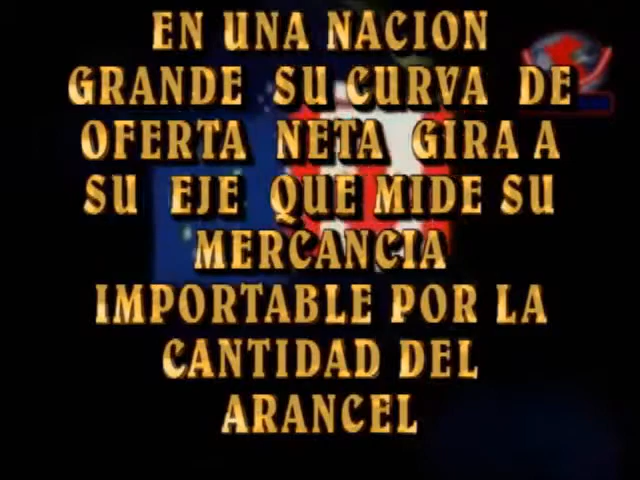 EN UNA NACION
GRANDE SU CURVA DE
OFERTA NETA GIRA A
SU EJE QUE MIDE SU
MERCANCIA
IMPORTABLE POR LA
CANTIDAD DEL
ARANCEL